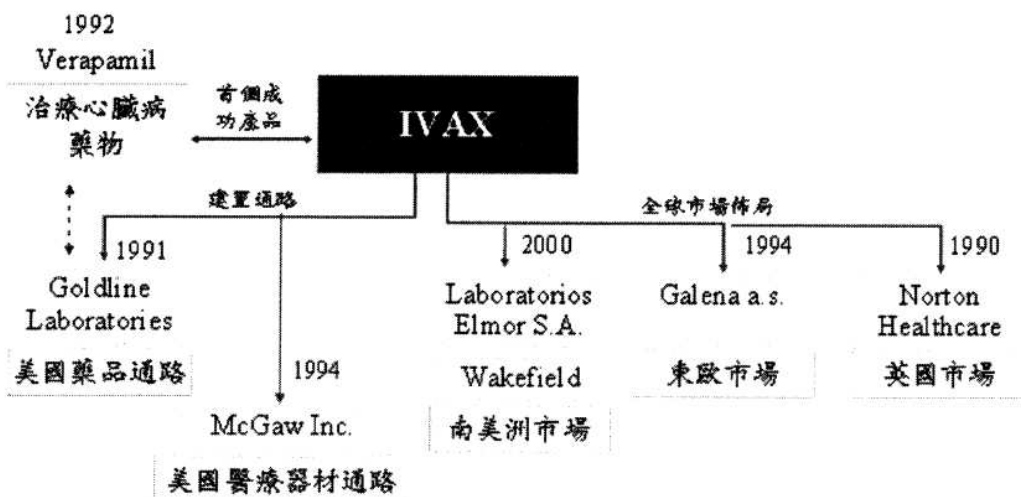 1992
Verapamil
治療心臟病
藥物
首個成
功產品
IVAX
建置通路
全球市場佈局
1991
Goldline
Laboratories
美國藥品通路
1994
McGaw Inc.
美國醫療器材通路
2000
Laboratorios
Elmor S.A.
Wakefield
南美洲市場
1994
Galena a.s.
東歐市場
1990
Norton
Healthcare
英國市場